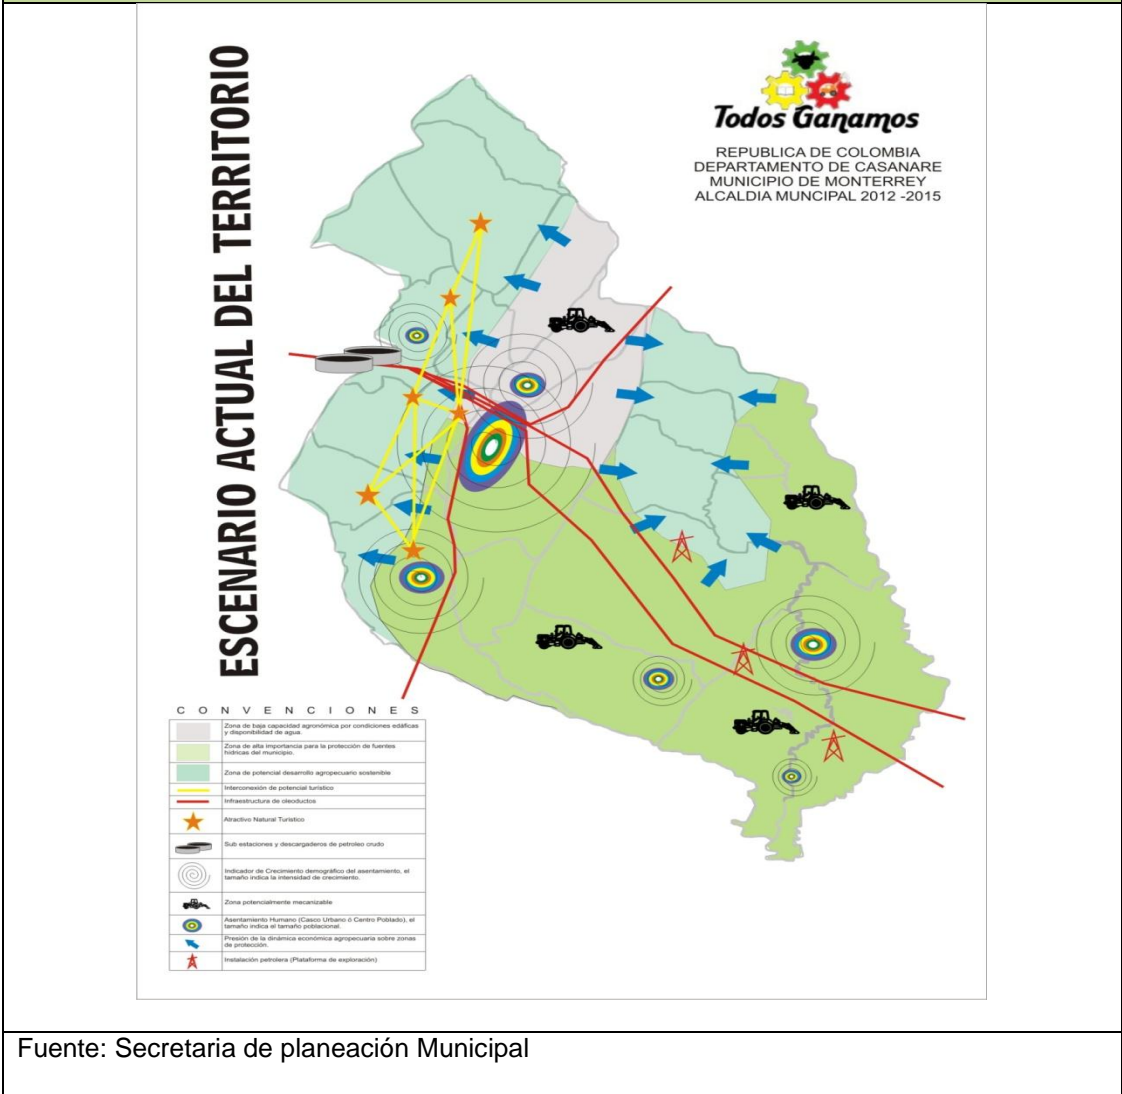 ESCENARIO ACTUAL DEL TERRITORIO
Todos Ganamos
REPUBLICA DE COLOMBIA
DEPARTAMENTO DE CASANARE
MUNICIPIO DE MONTERREY
ALCALDIA MUNCIPAL 2012 -2015
CONVENCIONES
Zona de baja capacidad agronómica por condiciones edáficas
y disponibilidad de agua.
Zona de alta importancia para la protección de fuentes
hídricas del municipio.
Zona de potencial desarrollo agropecuario sostenible
Interconexión de potencial turístico
Infraestructura de oleoductos
Atractivo Natural Turístico
Sub estaciones y descargaderos de petroleo crudo
Indicador de Crecimiento demográfico del asentamiento, el
tamaño indica la intensidad de crecimiento.
Zona potencialmente mecanizable
Asentamiento Humano (Casco Urbano ó Centro Poblado), el
tamaño indica el tamaño poblacional.
Presión de la dinámica económica agropecuaria sobre zonas
de protección.
Instalación petrolera (Plataforma de exploración)
Fuente: Secretaria de planeación Municipal